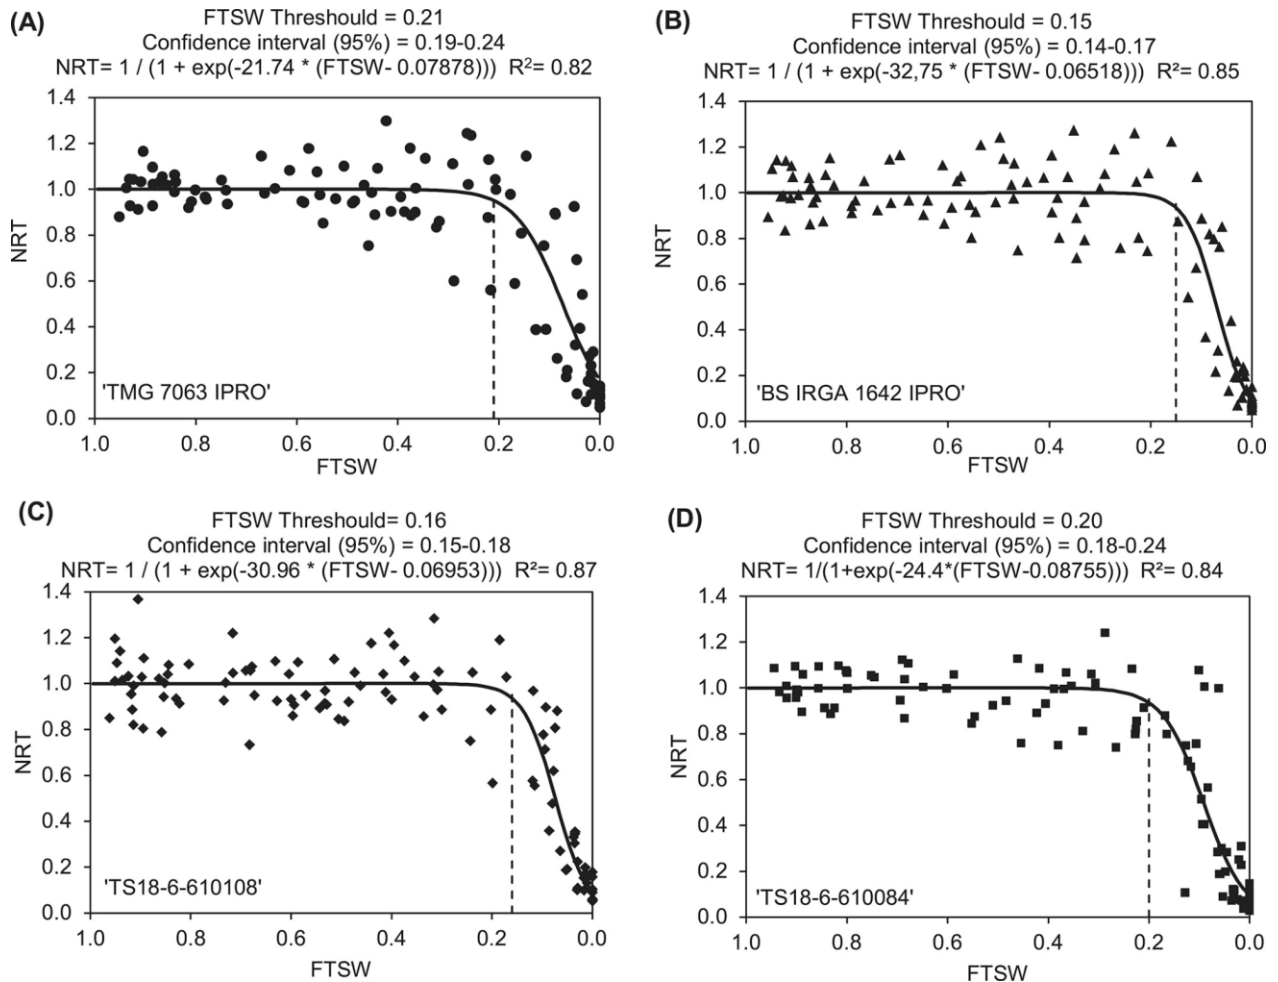 (A)
FTSW Threshould = 0.21
Confidence interval (95%) = 0.19-0.24
NRT= 1 / (1 + exp(-21.74 * (FTSW- 0.07878))) R²= 0.82
1.4
1.2
1.0
0.8
0.6
0.4
0.2
0.0
NRT
'TMG 7063 IPRO'
1.0 0.8 0.6 0.4 0.2 0.0
FTSW
(B)
FTSW Threshould = 0.15
Confidence interval (95%) = 0.14-0.17
NRT= 1 / (1 + exp(-32,75 * (FTSW- 0.06518))) R²= 0.85
1.4
1.2
1.0
0.8
0.6
0.4
0.2
0.0
NRT
'BS IRGA 1642 IPRO'
1.0 0.8 0.6 0.4 0.2 0.0
FTSW
(C)
FTSW Threshould= 0.16
Confidence interval (95%) = 0.15-0.18
NRT= 1 / (1 + exp(-30.96 * (FTSW- 0.06953))) R²= 0.87
1.4
1.2
1.0
0.8
0.6
0.4
0.2
0.0
NRT
'TS18-6-610108'
1.0 0.8 0.6 0.4 0.2 0.0
FTSW
(D)
FTSW Threshould = 0.20
Confidence interval (95%) = 0.18-0.24
NRT= 1/(1+exp(-24.4*(FTSW-0.08755))) R²= 0.84
1.4
1.2
1.0
0.8
0.6
0.4
0.2
0.0
NRT
'TS18-6-610084'
1.0 0.8 0.6 0.4 0.2 0.0
FTSW